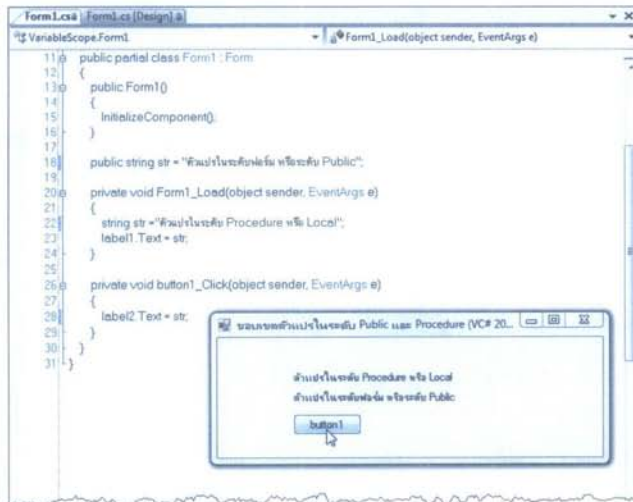 Form1.cs Form1.cs [Design]
VariableScope.Form1 Form1_Load(object sender, EventArgs e)
11 public partial class Form1 : Form
12 {
13 public Form1()
14 {
15 InitializeComponent();
16 }
17
18 public string str = "ตัวแปรในระดับฟอร์ม หรือระดับ Public";
19
20 private void Form1_Load(object sender, EventArgs e)
21 {
22 string str ="ตัวแปรในระดับ Procedure หรือ Local";
23 label1.Text = str;
24 }
25
26 private void button1_Click(object sender, EventArgs e)
27 {
28 label2.Text = str;
29 }
30 }
31 }
ขอบเขตตัวแปรในระดับ Public และ Procedure (VC# 20...
ตัวแปรในระดับ Procedure หรือ Local
ตัวแปรในระดับฟอร์ม หรือระดับ Public
button1